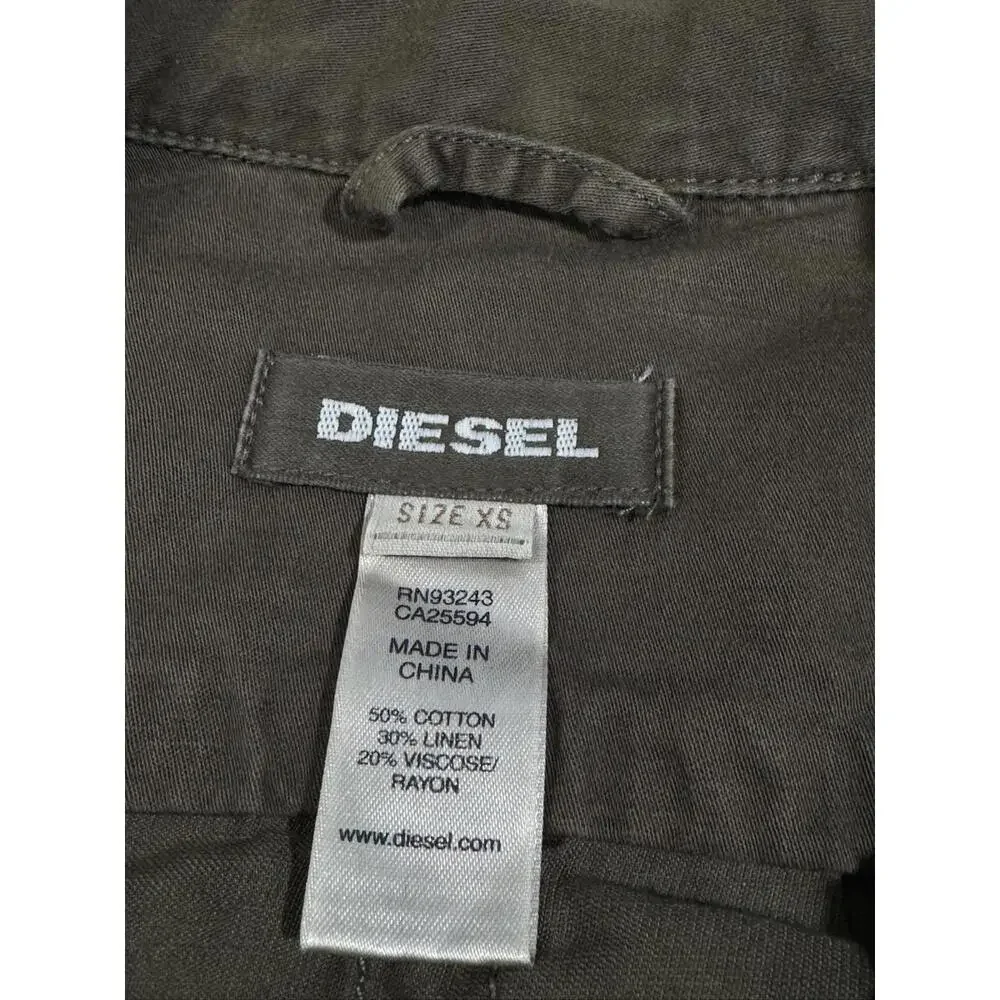 DIESEL
SIZE XS
RN93243
CA25594
MADE IN
CHINA
50% COTTON
30% LINEN
20% VISCOSE/
RAYON
www.diesel.com